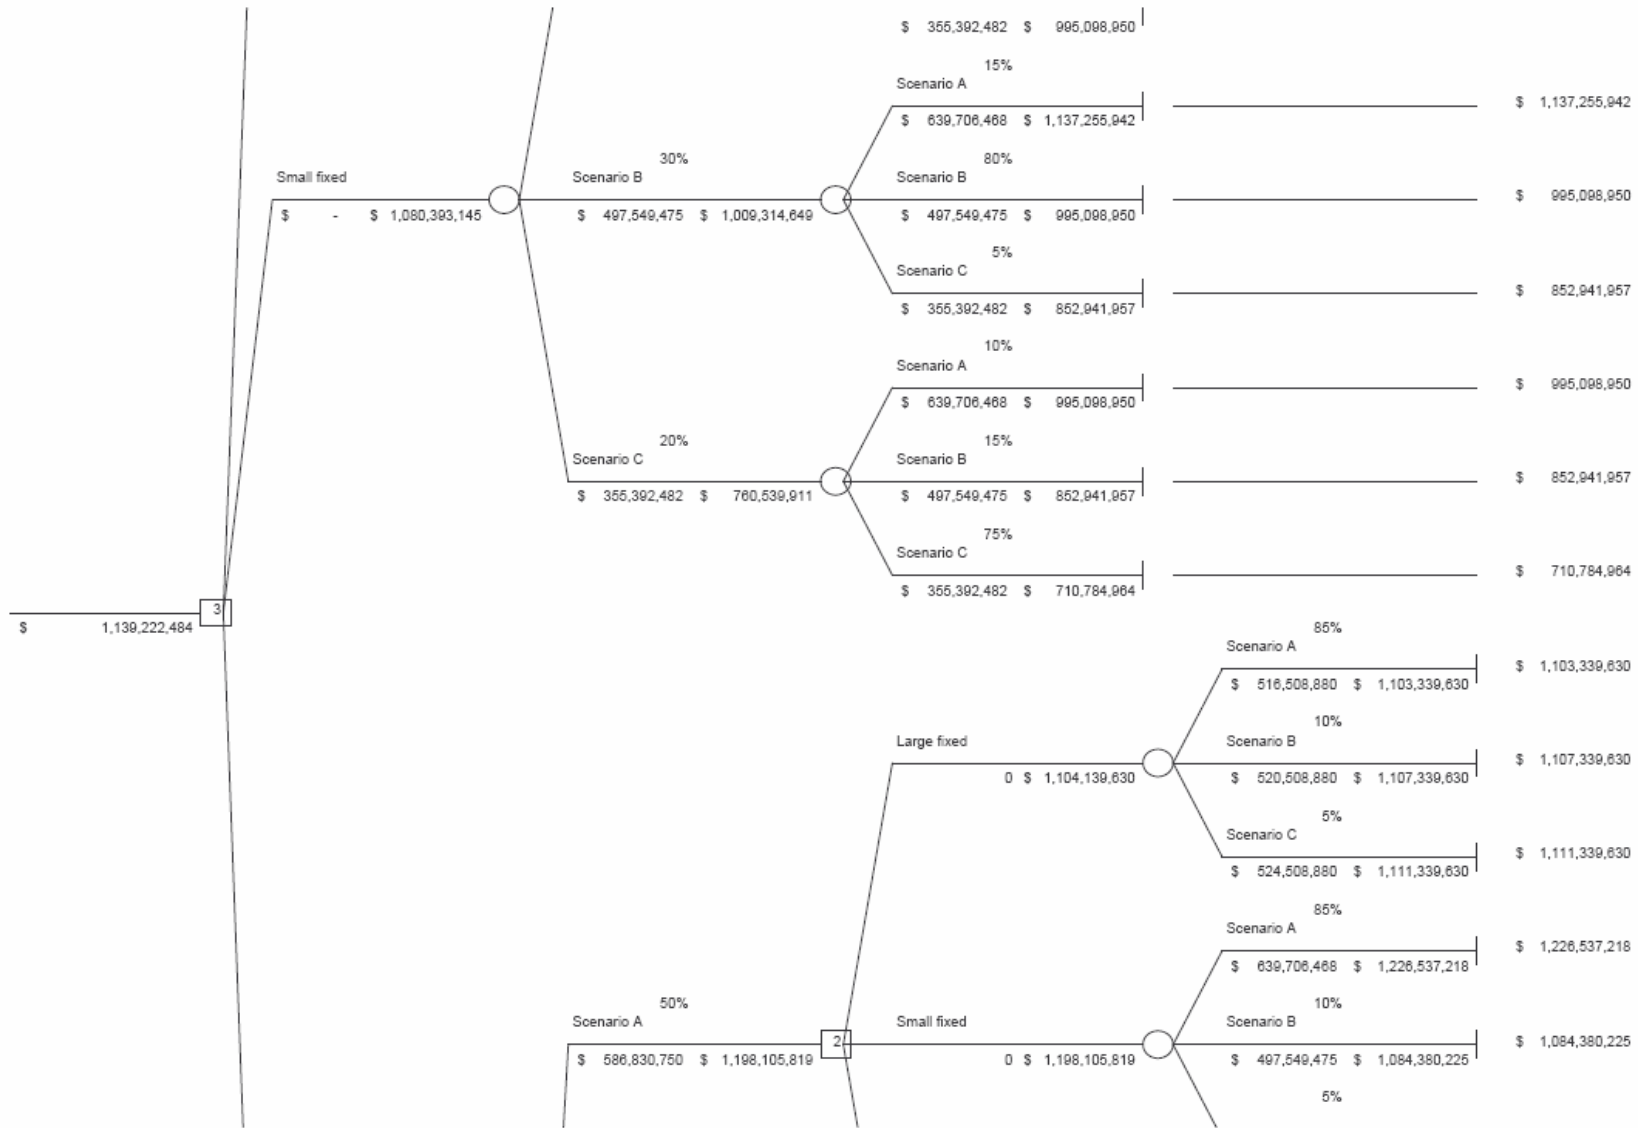 $ 355,392,482 $ 995,098,950
15%
Scenario A
$ 639,706,468 $ 1,137,255,942
$ 1,137,255,942
30%
80%
Small fixed
Scenario B
Scenario B
$ - $ 1,080,393,145
$ 497,549,475 $ 1,009,314,649
$ 497,549,475 $ 995,098,950
$ 995,098,950
5%
Scenario C
$ 355,392,482 $ 852,941,957
$ 852,941,957
10%
Scenario A
$ 639,706,468 $ 995,098,950
$ 995,098,950
20%
15%
Scenario C
Scenario B
$ 355,392,482 $ 760,539,911
$ 497,549,475 $ 852,941,957
$ 852,941,957
75%
Scenario C
$ 355,392,482 $ 710,784,964
$ 710,784,964
3
$ 1,139,222,484
85%
Scenario A
$ 516,508,880 $ 1,103,339,630
$ 1,103,339,630
10%
Large fixed
Scenario B
0 $ 1,104,139,630
$ 520,508,880 $ 1,107,339,630
$ 1,107,339,630
5%
Scenario C
$ 524,508,880 $ 1,111,339,630
$ 1,111,339,630
85%
Scenario A
$ 639,706,468 $ 1,226,537,218
$ 1,226,537,218
50%
10%
Scenario A
2
Small fixed
Scenario B
$ 586,830,750 $ 1,198,105,819
0 $ 1,198,105,819
$ 497,549,475 $ 1,084,380,225
$ 1,084,380,225
5%